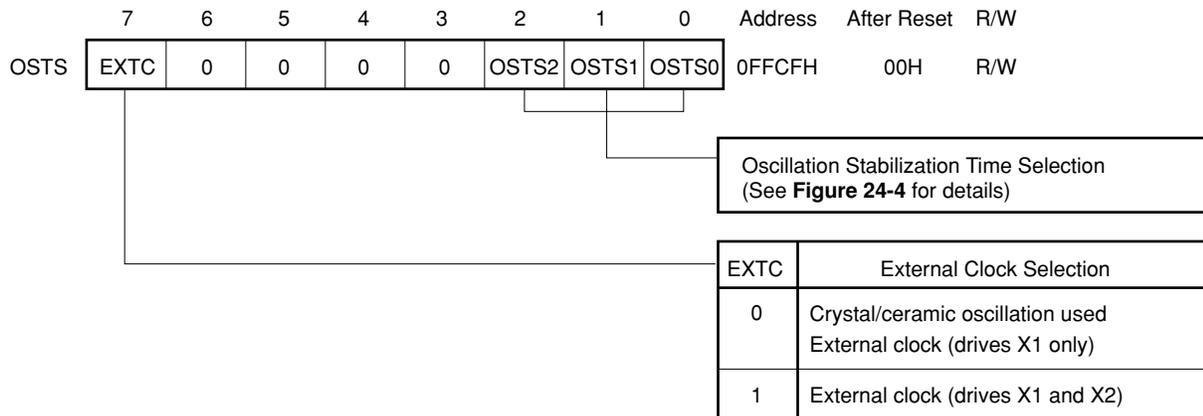 7 6 5 4 3 2 1 0 Address After Reset R/W
OSTS EXTC 0 0 0 0 OSTS2 OSTS1 OSTS0 0FFCFH 00H R/W
Oscillation Stabilization Time Selection
(See Figure 24-4 for details)
EXTC External Clock Selection
0 Crystal/ceramic oscillation used
External clock (drives X1 only)
1 External clock (drives X1 and X2)